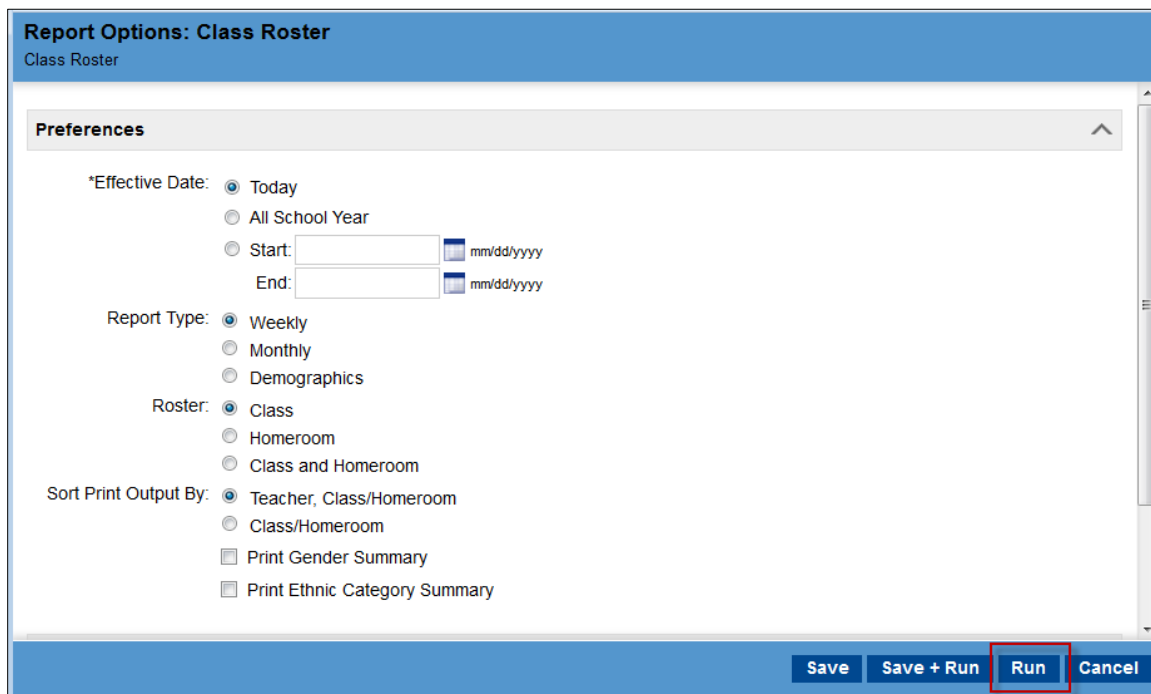 Report Options: Class Roster
Class Roster
Preferences
*Effective Date: Today
All School Year
Start: mm/dd/yyyy
End: mm/dd/yyyy
Report Type: Weekly
Monthly
Demographics
Roster: Class
Homeroom
Class and Homeroom
Sort Print Output By: Teacher, Class/Homeroom
Class/Homeroom
Print Gender Summary
Print Ethnic Category Summary
Save Save + Run Run Cancel